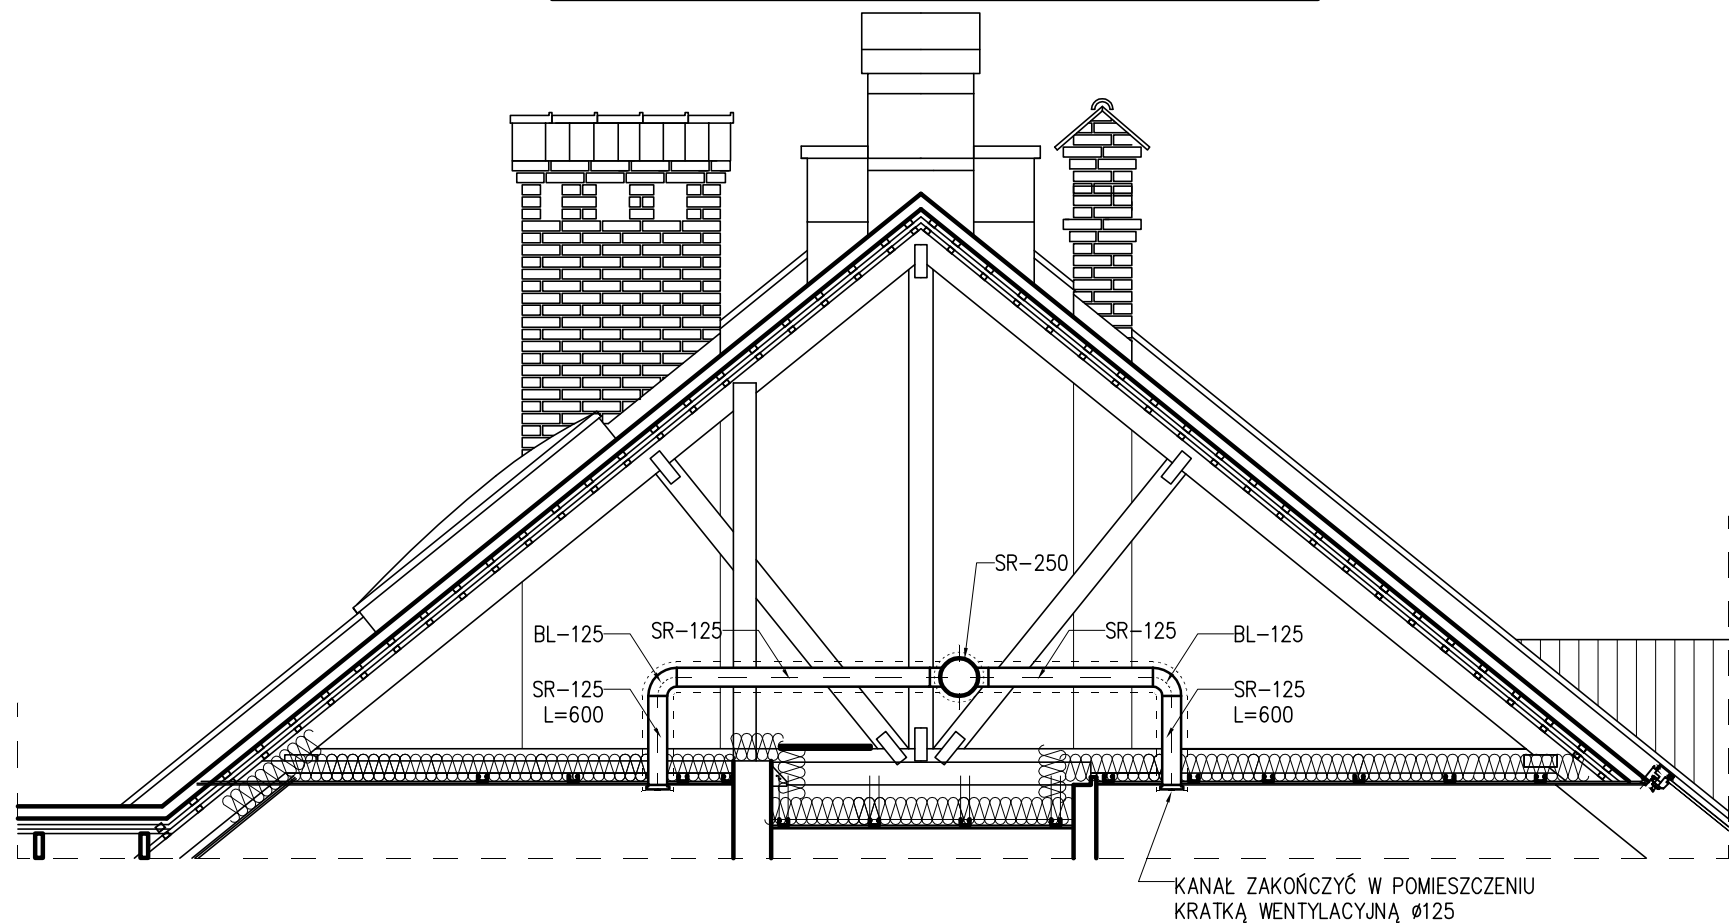 SR-250
BL-125
SR-125
SR-125
BL-125
SR-125
L=600
SR-125
L=600
KANAŁ ZAKOŃCZYĆ W POMIESZCZENIU
KRATKĄ WENTYLACYJNĄ ø125